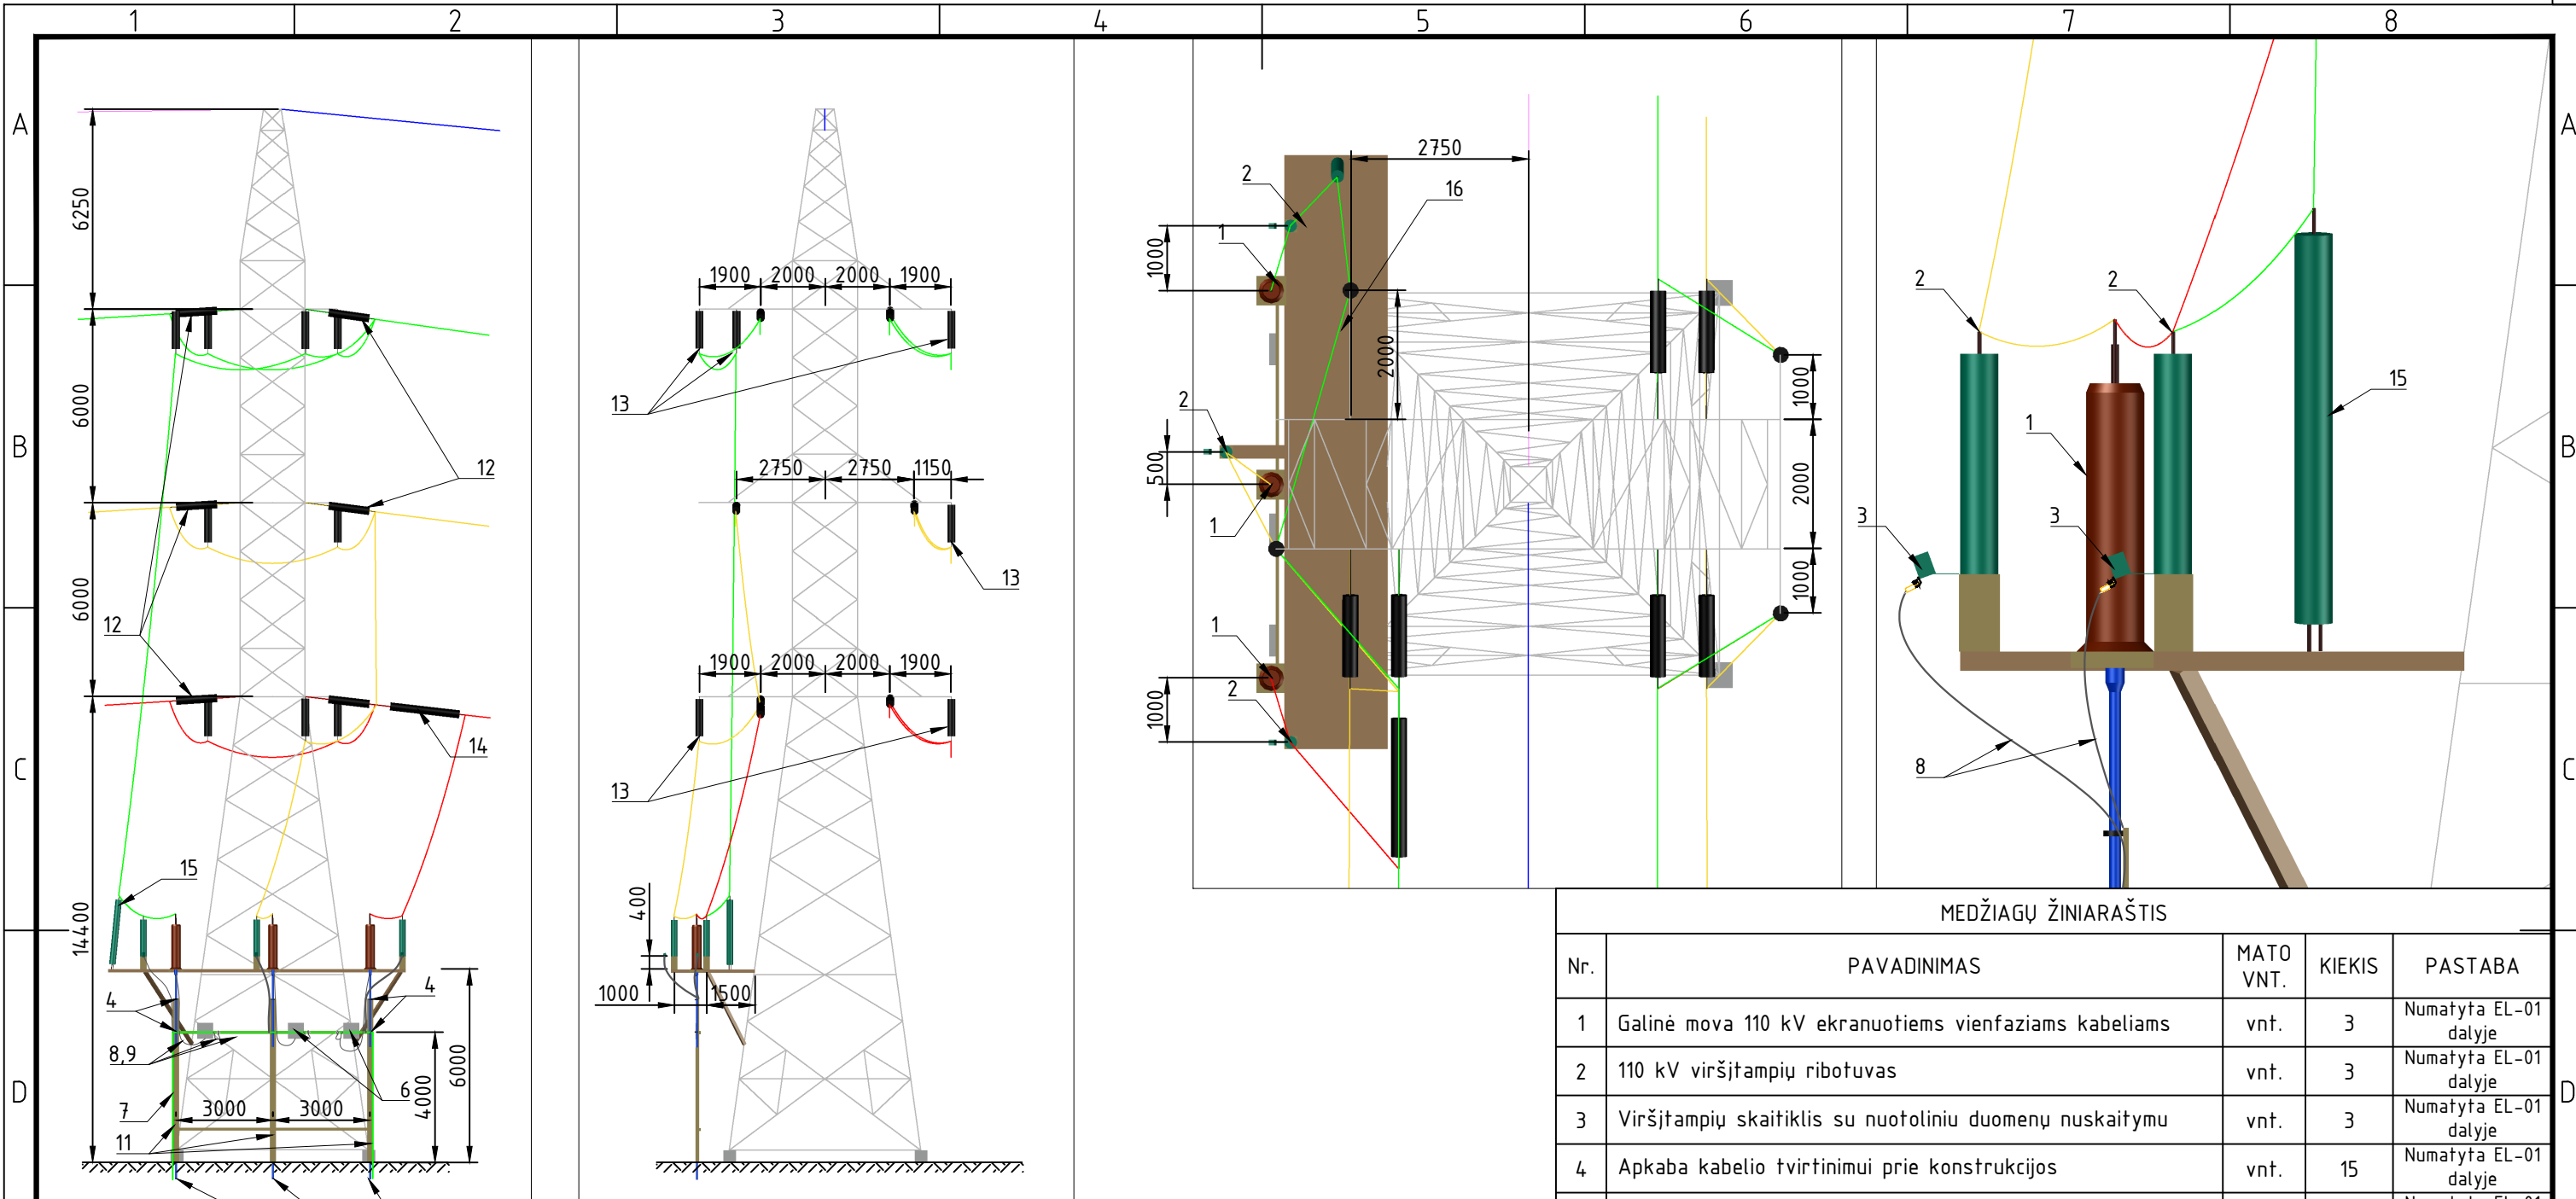 1 2 3 4 5 6 7 8
A A
B B
C C
D D
6250
6000
6000
14400
12
12
14
15
4 4
8,9
6
7
3000 3000
11
4000
6000
1900 2000 2000 1900
13
2750 2750 1150
13
1900 2000 2000 1900
13
400
1000 1500
2750
2
16
1
1000
2000
1000
2
500
1
2000
1
1000
2
1000
2 2
15
1
3 3
8
MEDŽIAGŲ ŽINIARAŠTIS
Nr. PAVADINIMAS MATO VNT. KIEKIS PASTABA
1 Galinė mova 110 kV ekranuotiems vienfaziams kabeliams vnt. 3 Numatyta EL-01 dalyje
2 110 kV viršįtampių ribotuvas vnt. 3 Numatyta EL-01 dalyje
3 Viršįtampių skaitiklis su nuotoliniu duomenų nuskaitymu vnt. 3 Numatyta EL-01 dalyje
4 Apkaba kabelio tvirtinimui prie konstrukcijos vnt. 15 Numatyta EL-01 dalyje